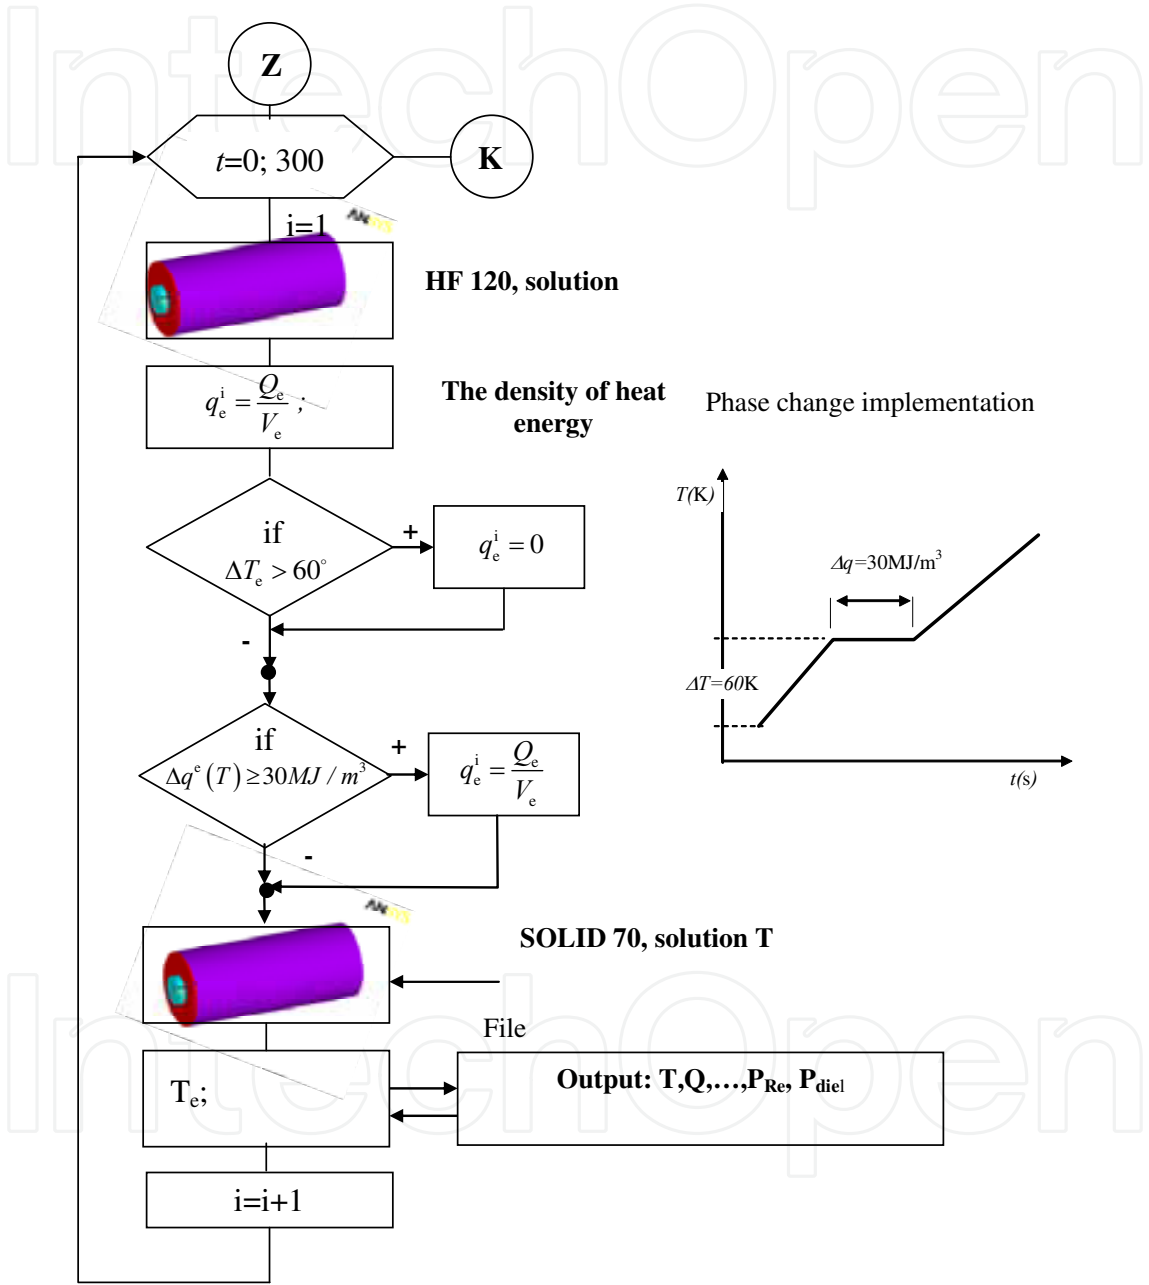 IntechOpen
Z
t=0; 300
K
i=1
ANSYS
HF 120, solution
q_e^i = Q_e / V_e ;
The density of heat
energy
Phase change implementation
if
ΔT_e > 60°
+
q_e^i = 0
-
T(K)
Δq=30MJ/m³
ΔT=60K
t(s)
if
Δq^e (T) ≥ 30MJ / m³
+
q_e^i = Q_e / V_e
-
ANSYS
SOLID 70, solution T
File
T_e;
Output: T,Q,…,P_Re, P_diel
IntechOpen
i=i+1